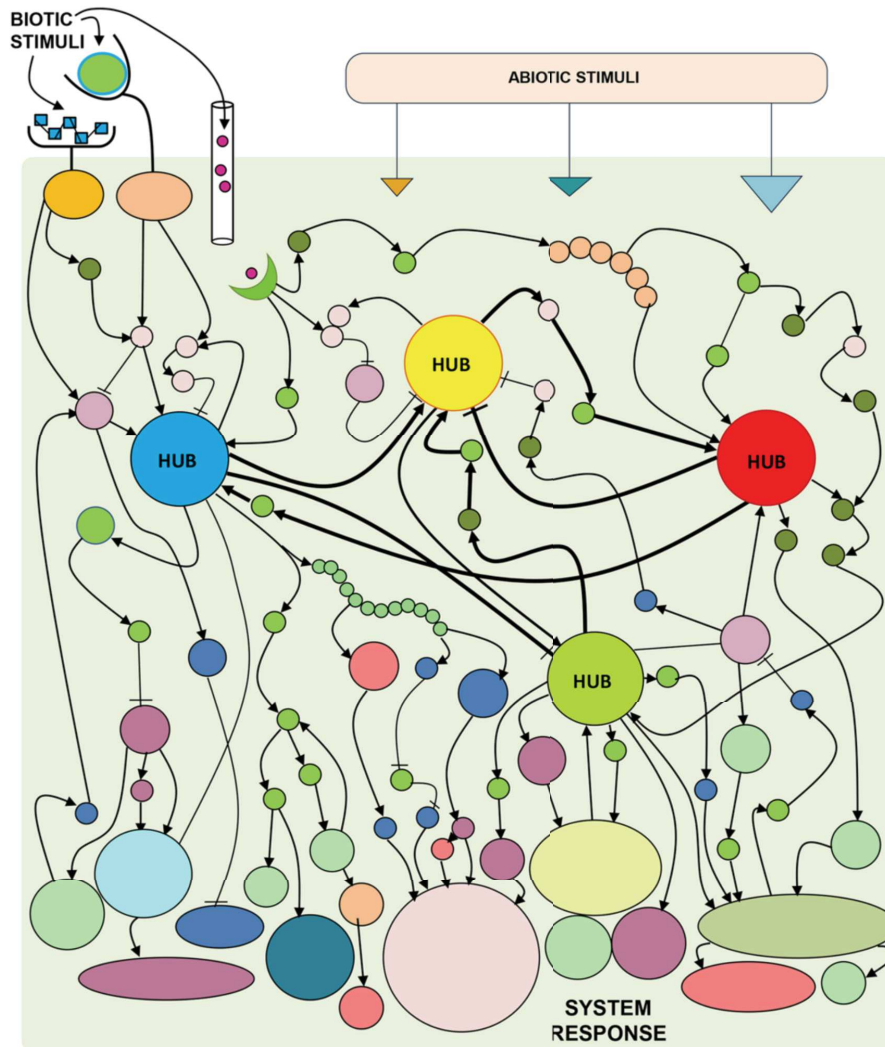 BIOTIC
STIMULI
ABIOTIC STIMULI
HUB
HUB
HUB
HUB
SYSTEM
RESPONSE